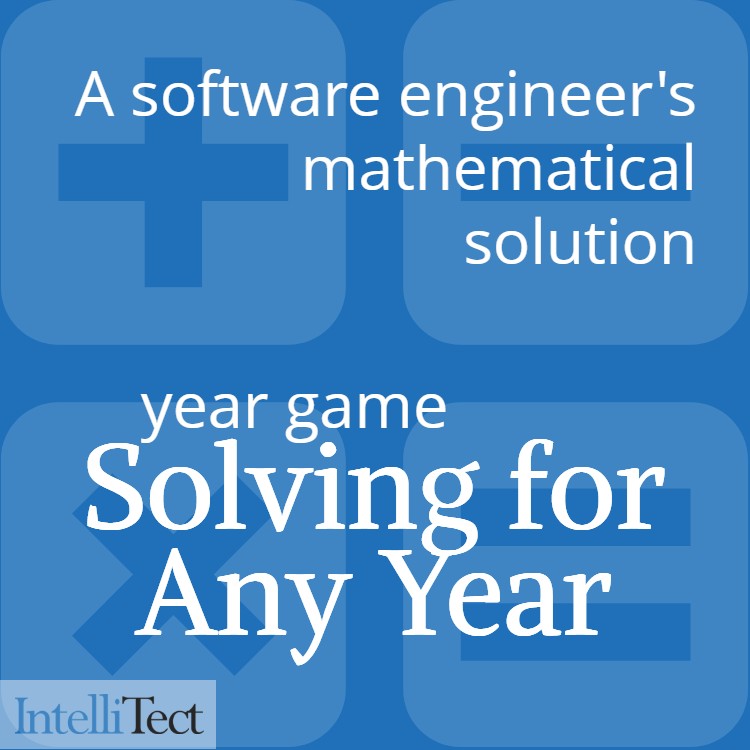 A software engineer's
mathematical
solution
year game
Solving for
Any Year
IntelliTect